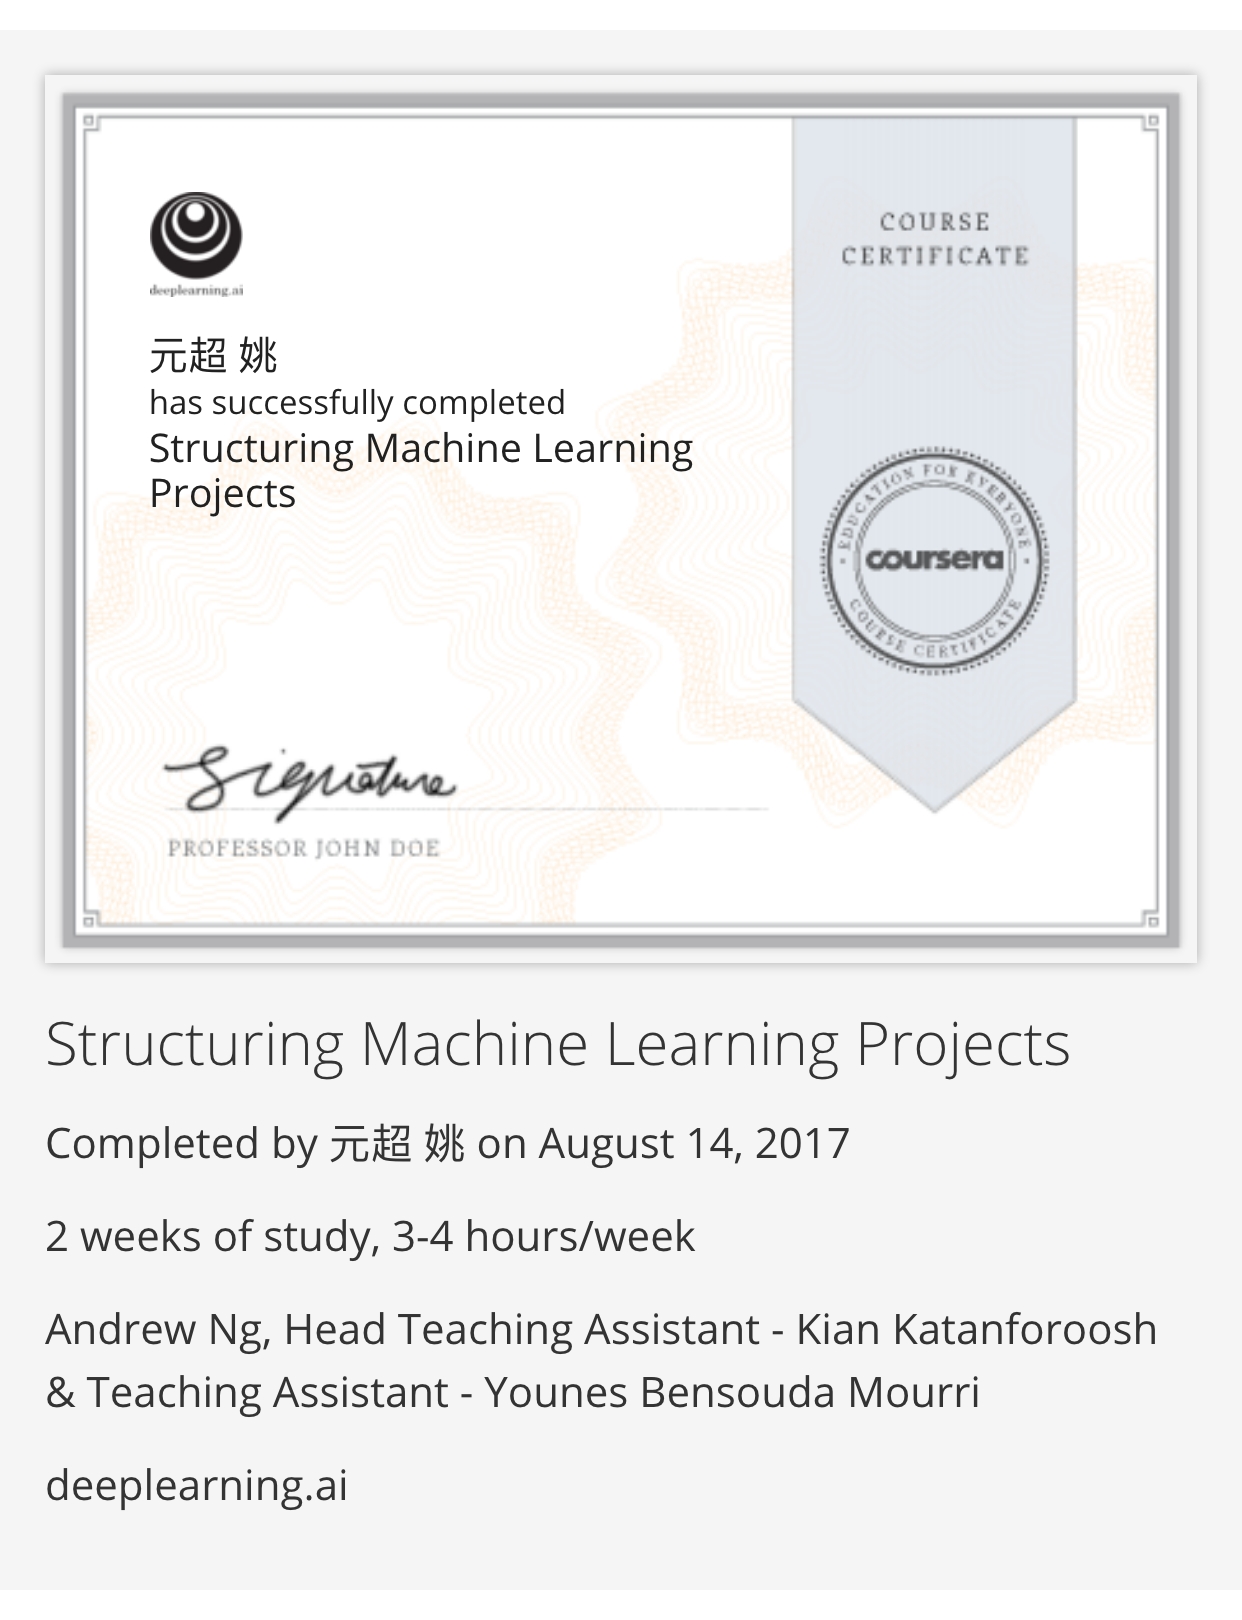 deeplearning.ai
元超 姚
has successfully completed
Structuring Machine Learning
Projects
COURSE
CERTIFICATE
EDUCATION FOR EVERYONE
coursera
COURSE CERTIFICATE
Signature
PROFESSOR JOHN DOE
Structuring Machine Learning Projects
Completed by 元超 姚 on August 14, 2017
2 weeks of study, 3-4 hours/week
Andrew Ng, Head Teaching Assistant - Kian Katanforoosh
& Teaching Assistant - Younes Bensouda Mourri
deeplearning.ai